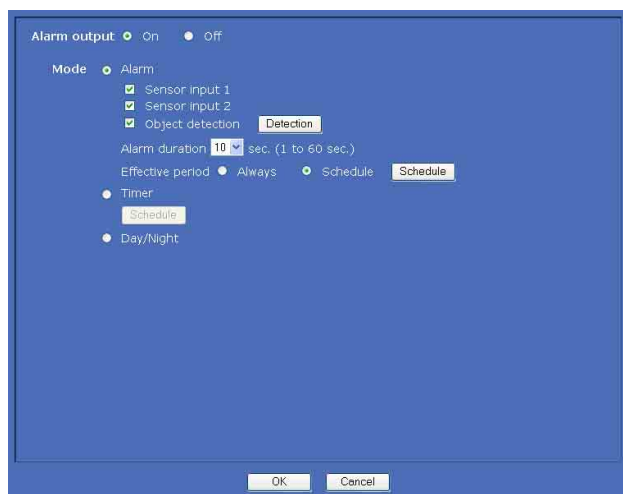 Alarm output On Off
Mode Alarm
Sensor input 1
Sensor input 2
Object detection Detection
Alarm duration 10 sec. (1 to 60 sec.)
Effective period Always Schedule Schedule
Timer
Schedule
Day/Night
OK Cancel